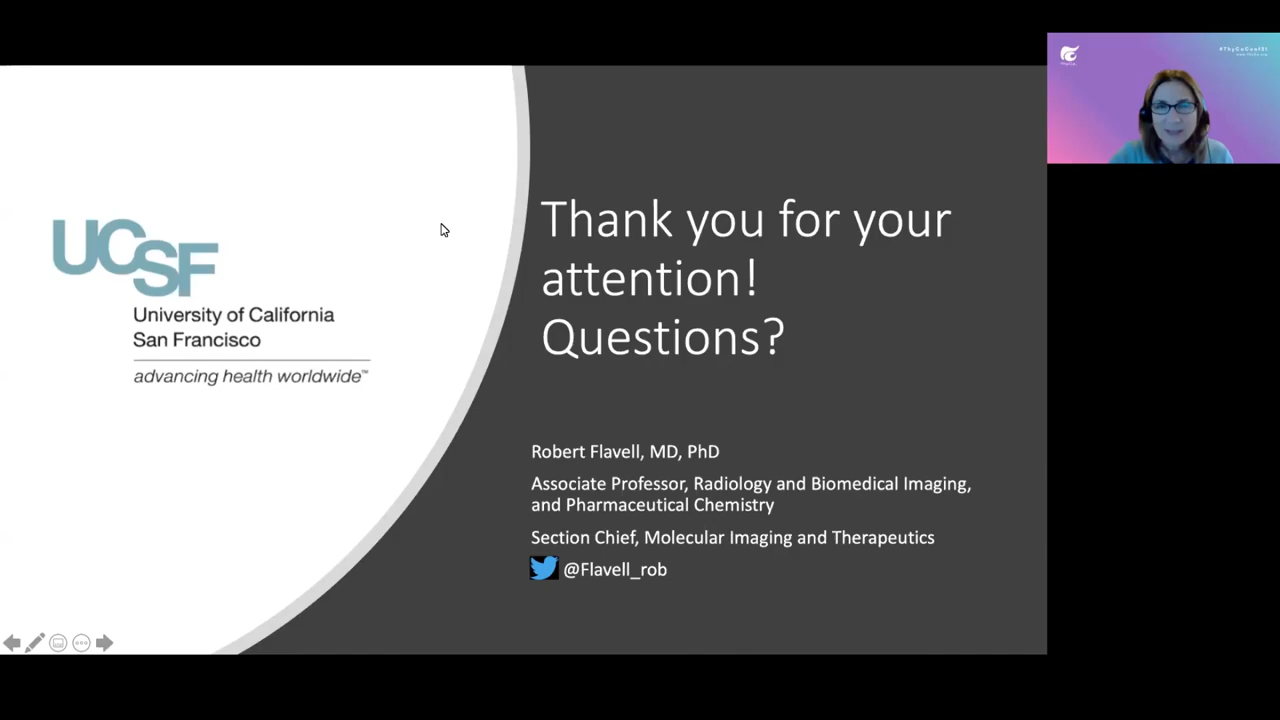 UCSF
University of California
San Francisco
advancing health worldwide™
Thank you for your
attention!
Questions?
Robert Flavell, MD, PhD
Associate Professor, Radiology and Biomedical Imaging,
and Pharmaceutical Chemistry
Section Chief, Molecular Imaging and Therapeutics
@Flavell_rob